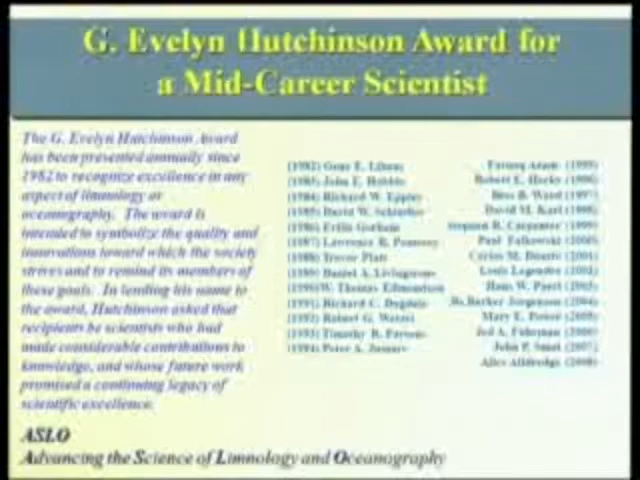 G. Evelyn Hutchinson Award for
a Mid-Career Scientist
The G. Evelyn Hutchinson Award
has been presented annually since
1982 to recognize excellence in any
aspect of limnology or
oceanography. The award is
intended to symbolize the quality and
innovations toward which the society
strives and to remind its members of
these goals. In lending his name to
the award, Hutchinson asked that
recipients be scientists who had
made considerable contributions to
knowledge, and whose future work
promised a continuing legacy of
scientific excellence.
(1982) Gene E. Likens
(1983) John E. Hobbie
(1984) Richard W. Eppley
(1985) David W. Schindler
(1986) Eville Gorham
(1987) Lawrence R. Pomeroy
(1988) Trevor Platt
(1989) Daniel A. Livingstone
(1990) W. Thomas Edmondson
(1991) Richard C. Dugdale
(1992) Robert G. Wetzel
(1993) Timothy R. Parsons
(1994) Peter A. Jumars
Farooq Azam (1995)
Robert E. Hecky (1996)
Bess B. Ward (1997)
David M. Karl (1998)
Stephen R. Carpenter (1999)
Paul Falkowski (2000)
Carlos M. Duarte (2001)
Louis Legendre (2002)
Hans W. Paerl (2003)
Bo Barker Jorgensen (2004)
Mary E. Power (2005)
Jed A. Fuhrman (2006)
John P. Smol (2007)
Alice Alldredge (2008)
ASLO
Advancing the Science of Limnology and Oceanography